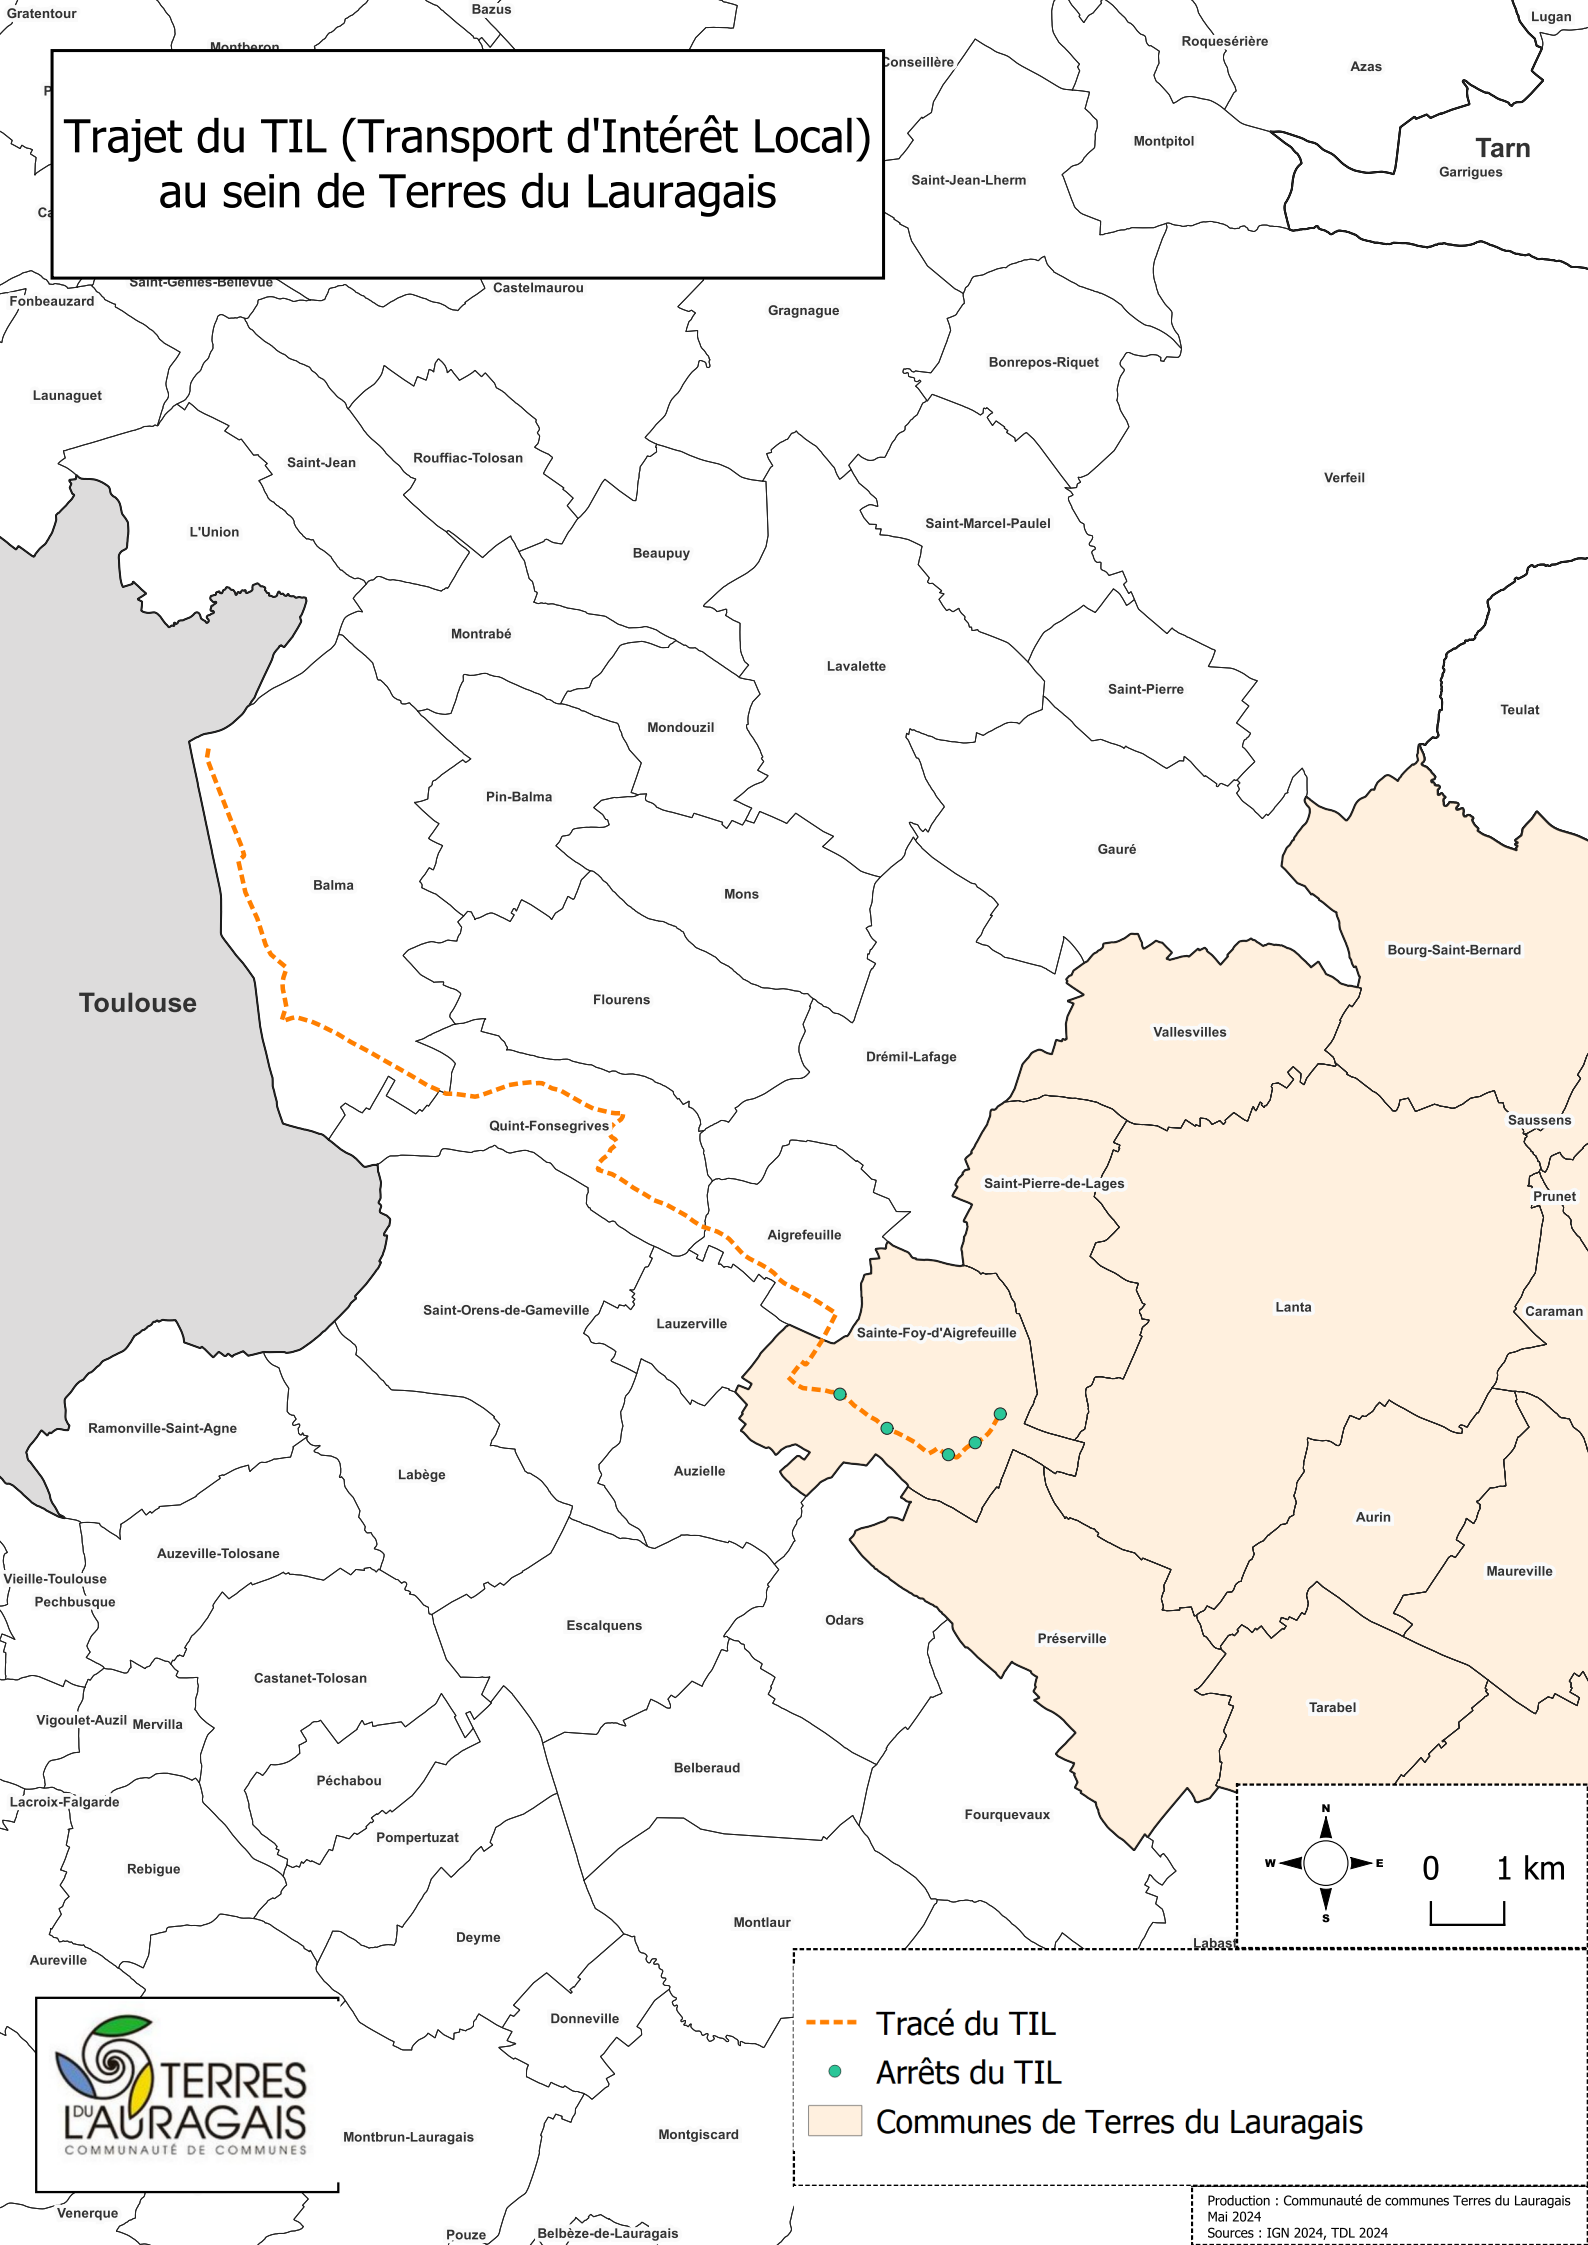 Gratentour
Bazus
Lugan
Montberon
Roquesérière
Conseillère
Azas
Trajet du TIL (Transport d'Intérêt Local)
au sein de Terres du Lauragais
Montpitol
Tarn
Garrigues
Saint-Jean-Lherm
Saint-Geniès-Bellevue
Castelmaurou
Fonbeauzard
Gragnague
Bonrepos-Riquet
Launaguet
Saint-Jean
Rouffiac-Tolosan
Verfeil
L'Union
Saint-Marcel-Paulel
Beaupuy
Montrabé
Lavalette
Saint-Pierre
Teulat
Mondouzil
Pin-Balma
Gauré
Balma
Mons
Bourg-Saint-Bernard
Toulouse
Flourens
Vallesvilles
Drémil-Lafage
Saussens
Quint-Fonsegrives
Saint-Pierre-de-Lages
Prunet
Aigrefeuille
Lanta
Caraman
Saint-Orens-de-Gameville
Lauzerville
Sainte-Foy-d'Aigrefeuille
Ramonville-Saint-Agne
Labège
Auzielle
Aurin
Auzeville-Tolosane
Maureville
Vieille-Toulouse
Pechbusque
Escalquens
Odars
Préserville
Castanet-Tolosan
Tarabel
Vigoulet-Auzil
Mervilla
Belberaud
Péchabou
Lacroix-Falgarde
Fourquevaux
Pompertuzat
Rebigue
N
W
E
S
0 1 km
Montlaur
Deyme
Labast
Aureville
Donneville
Tracé du TIL
Arrêts du TIL
Communes de Terres du Lauragais
TERRES
DU
LAURAGAIS
COMMUNAUTÉ DE COMMUNES
Montbrun-Lauragais
Montgiscard
Venerque
Pouze
Belbèze-de-Lauragais
Production : Communauté de communes Terres du Lauragais
Mai 2024
Sources : IGN 2024, TDL 2024